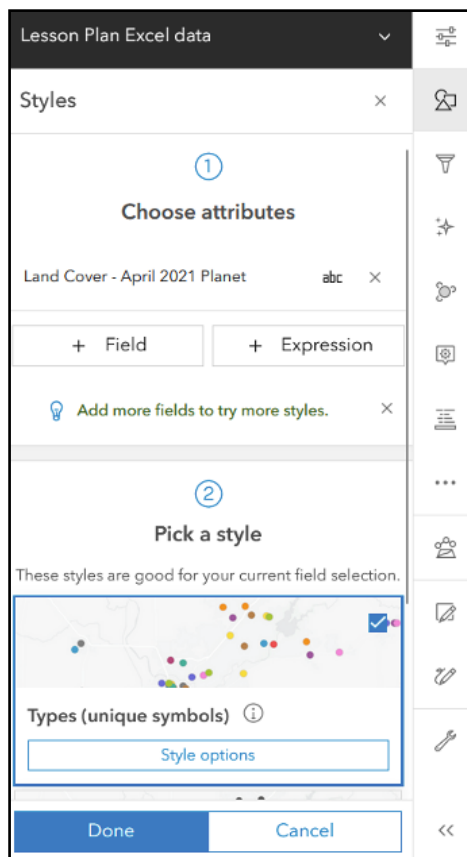 Lesson Plan Excel data
Styles
1
Choose attributes
Land Cover - April 2021 Planet abc
+ Field + Expression
Add more fields to try more styles.
2
Pick a style
These styles are good for your current field selection.
Types (unique symbols)
Style options
Done Cancel